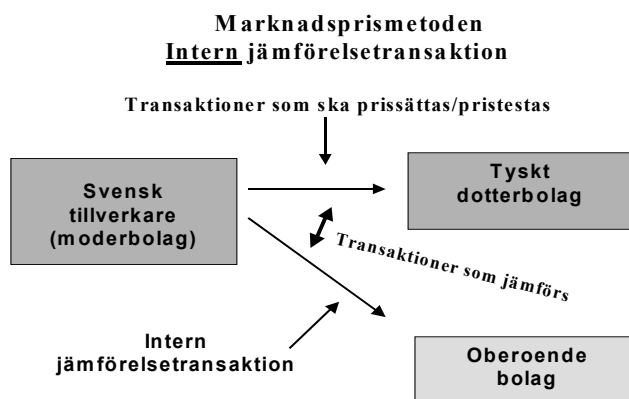 Marknadsprismetoden
Intern jämförelsetransaktion
Transaktioner som ska prissättas/pristestas
Svensk
tillverkare
(moderbolag)
Tyskt
dotterbolag
Transaktioner som jämförs
Intern
jämförelsetransaktion
Oberoende
bolag